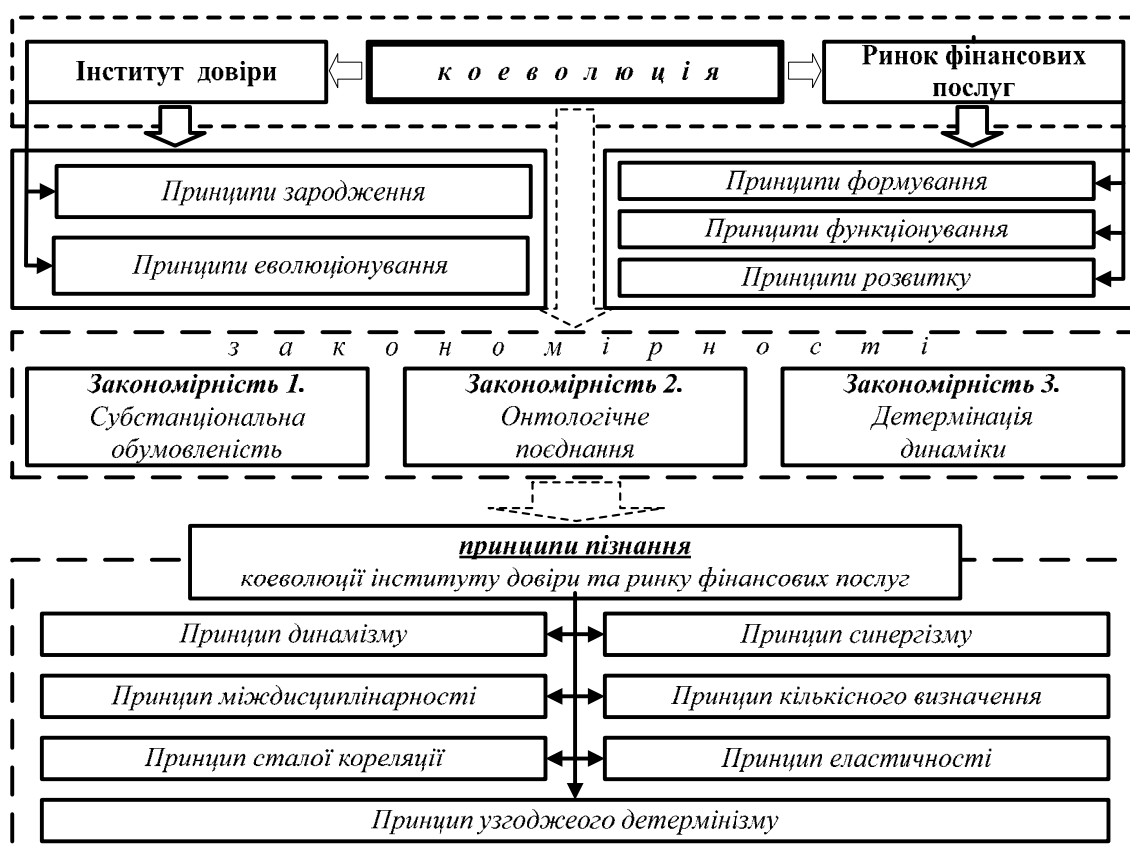 Інститут довіри
коеволюція
Ринок фінансових
послуг
Принципи зародження
Принципи еволюціонування
Принципи формування
Принципи функціонування
Принципи розвитку
закономірності
Закономірність 1.
Субстанціональна
обумовленість
Закономірність 2.
Онтологічне
поєднання
Закономірність 3.
Детермінація
динаміки
принципи пізнання
коеволюції інституту довіри та ринку фінансових послуг
Принцип динамізму
Принцип синергізму
Принцип міждисциплінарності
Принцип кількісного визначення
Принцип сталої кореляції
Принцип еластичності
Принцип узгоджеого детермінізму